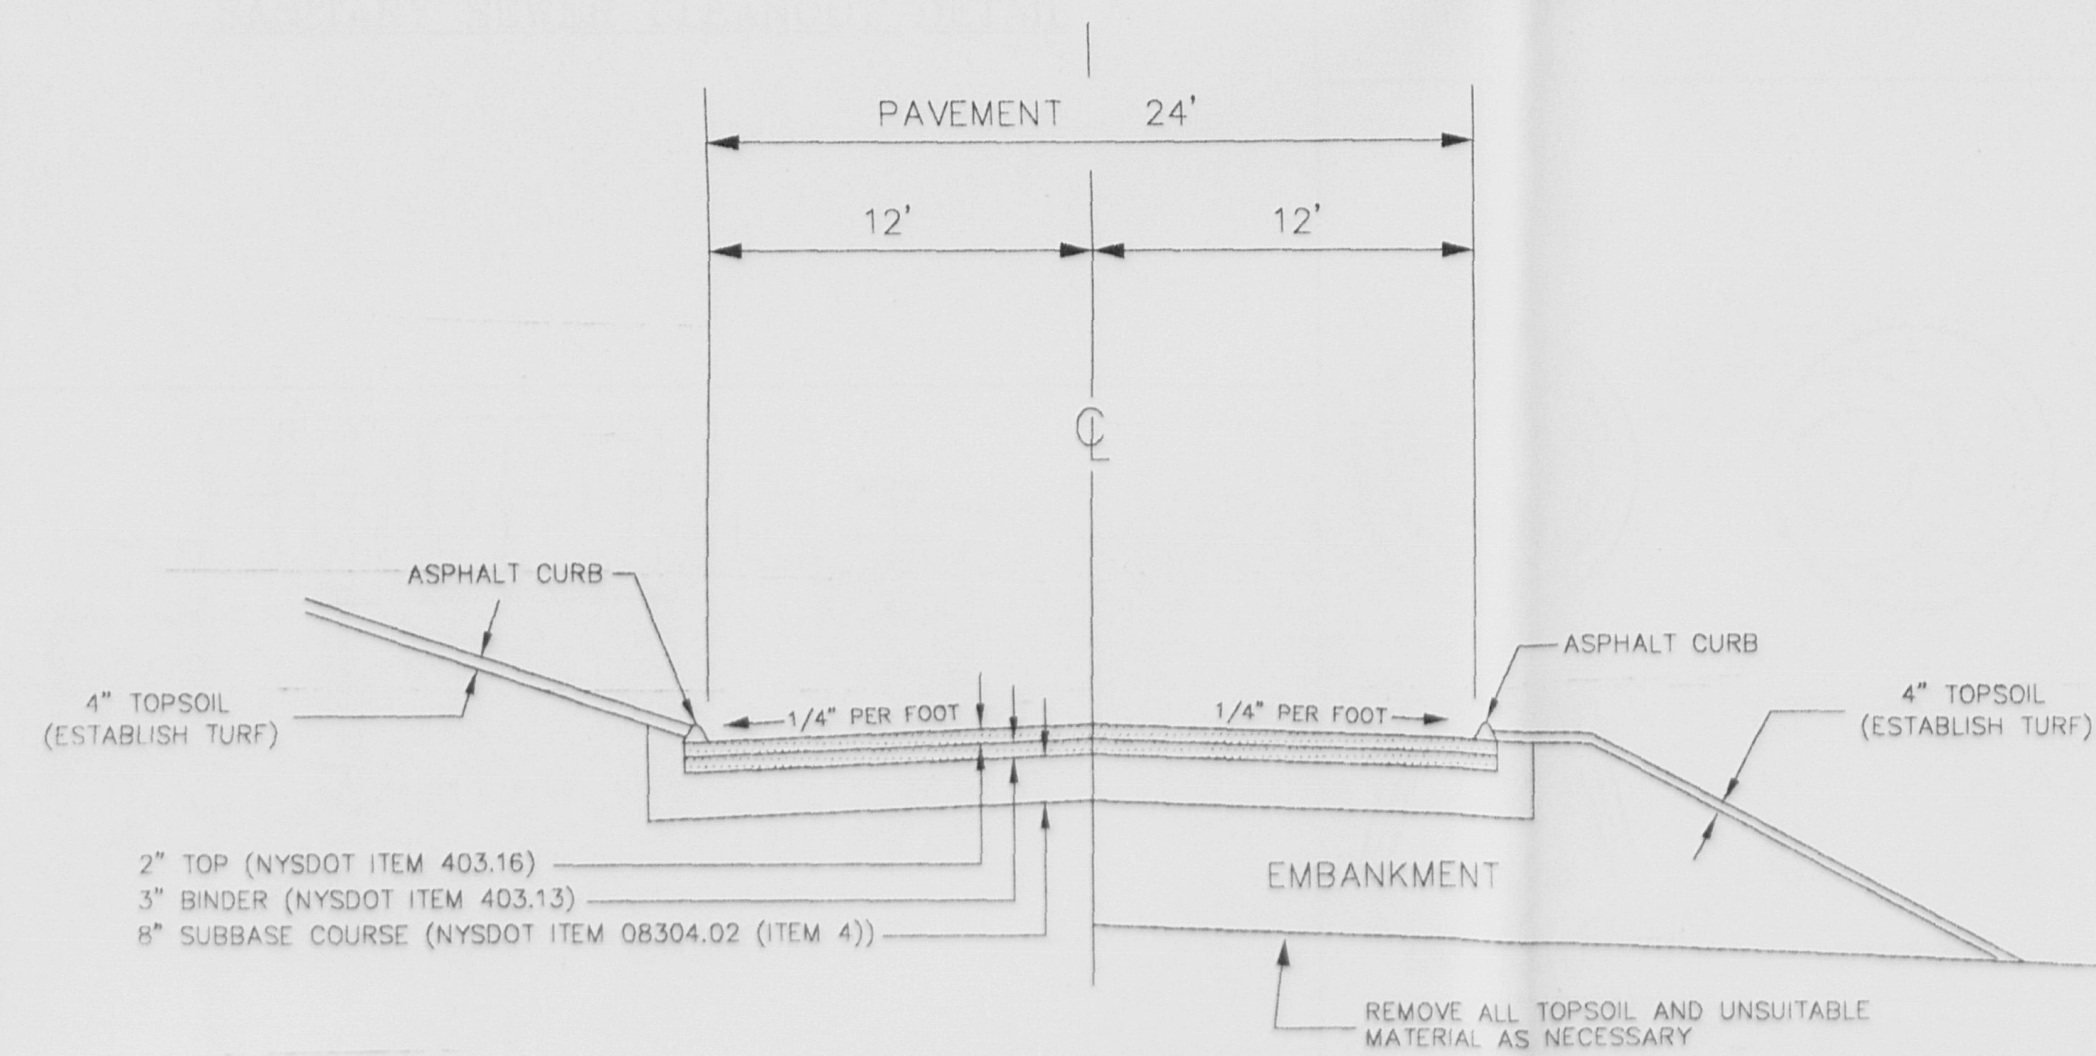 PAVEMENT 24'
12' 12'
℄
ASPHALT CURB
ASPHALT CURB
4" TOPSOIL
(ESTABLISH TURF)
1/4" PER FOOT
1/4" PER FOOT
4" TOPSOIL
(ESTABLISH TURF)
2" TOP (NYSDOT ITEM 403.16)
3" BINDER (NYSDOT ITEM 403.13)
8" SUBBASE COURSE (NYSDOT ITEM 08304.02 (ITEM 4))
EMBANKMENT
REMOVE ALL TOPSOIL AND UNSUITABLE
MATERIAL AS NECESSARY